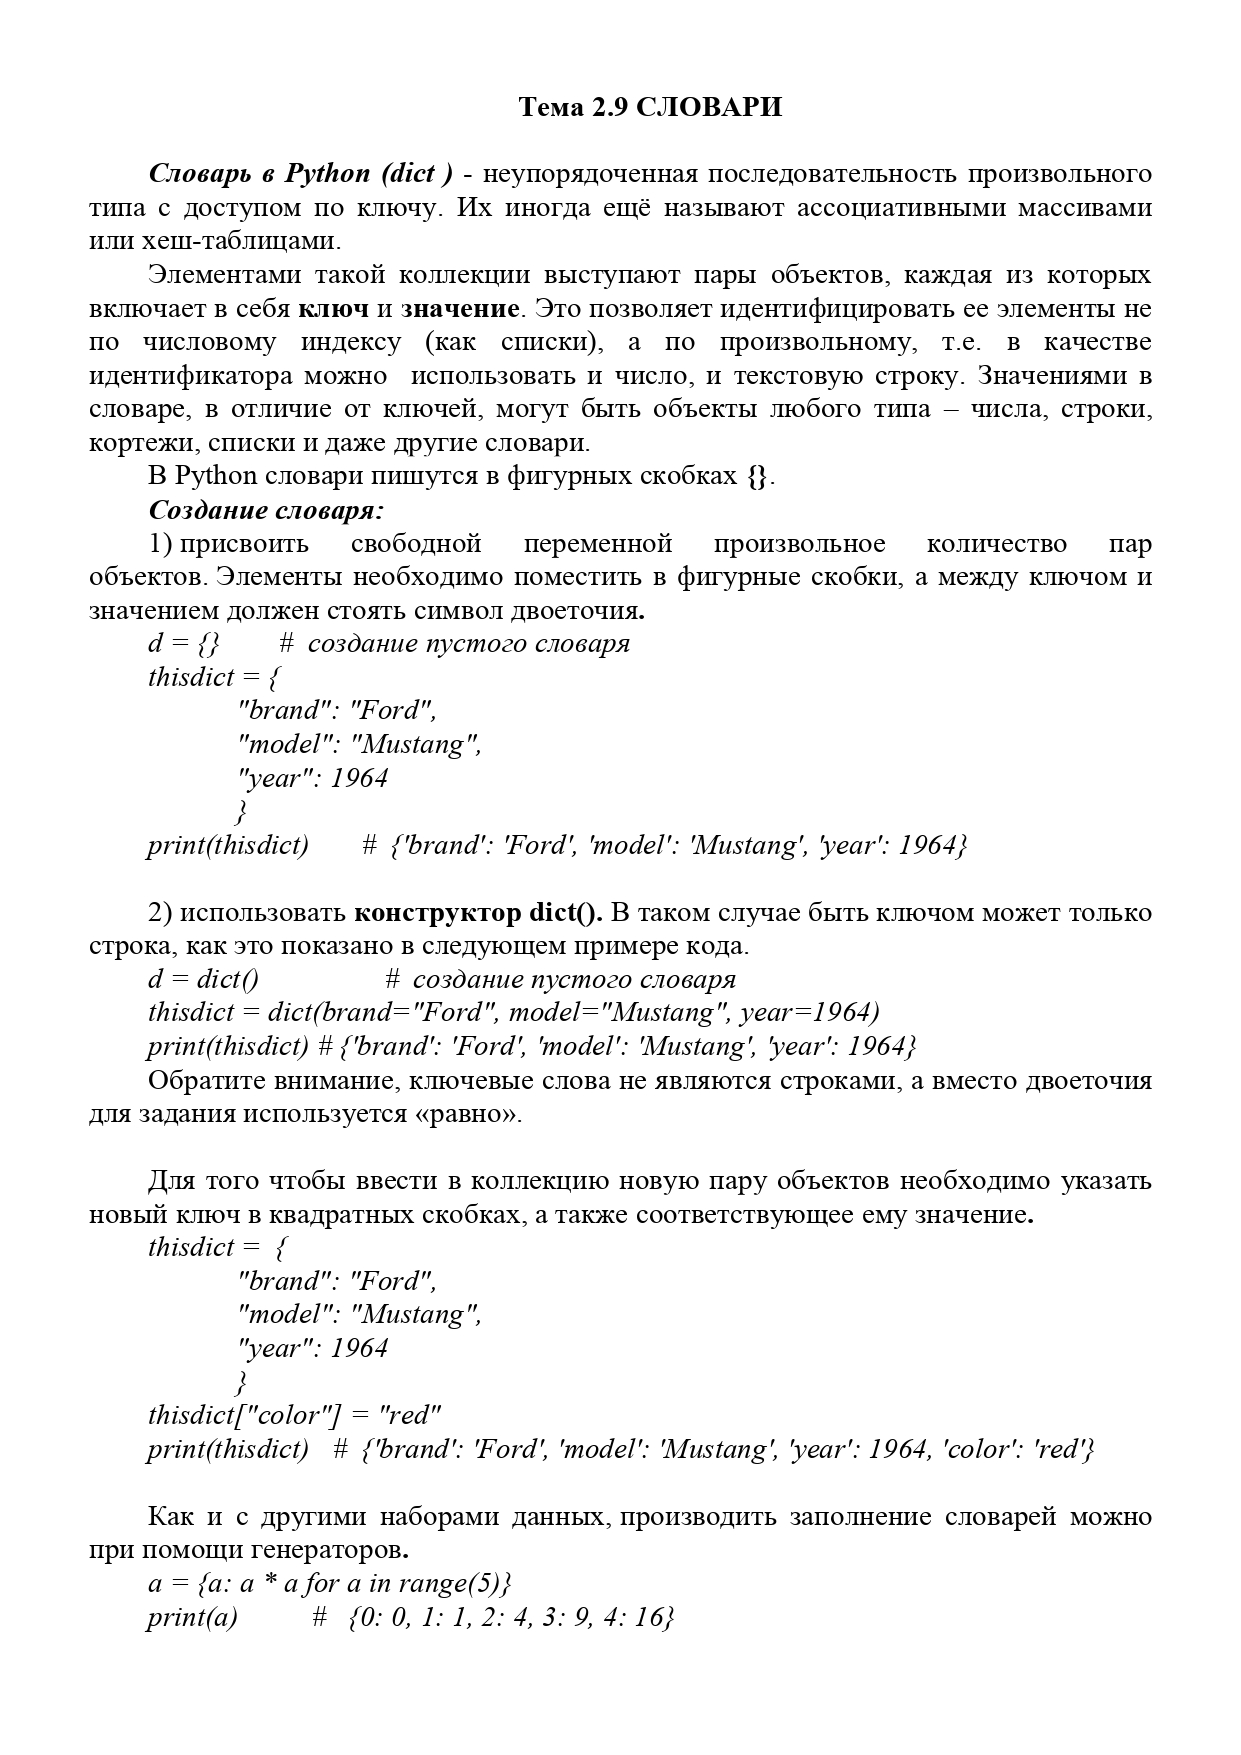 Тема 2.9 СЛОВАРИ
Словарь в Python (dict ) - неупорядоченная последовательность произвольного
типа с доступом по ключу. Их иногда ещё называют ассоциативными массивами
или хеш-таблицами.
Элементами такой коллекции выступают пары объектов, каждая из которых
включает в себя ключ и значение. Это позволяет идентифицировать ее элементы не
по числовому индексу (как списки), а по произвольному, т.е. в качестве
идентификатора можно использовать и число, и текстовую строку. Значениями в
словаре, в отличие от ключей, могут быть объекты любого типа – числа, строки,
кортежи, списки и даже другие словари.
В Python словари пишутся в фигурных скобках {}.
Создание словаря:
1) присвоить свободной переменной произвольное количество пар
объектов. Элементы необходимо поместить в фигурные скобки, а между ключом и
значением должен стоять символ двоеточия.
d = {} # создание пустого словаря
thisdict = {
"brand": "Ford",
"model": "Mustang",
"year": 1964
}
print(thisdict) # {'brand': 'Ford', 'model': 'Mustang', 'year': 1964}
2) использовать конструктор dict(). В таком случае быть ключом может только
строка, как это показано в следующем примере кода.
d = dict() # создание пустого словаря
thisdict = dict(brand="Ford", model="Mustang", year=1964)
print(thisdict) # {'brand': 'Ford', 'model': 'Mustang', 'year': 1964}
Обратите внимание, ключевые слова не являются строками, а вместо двоеточия
для задания используется «равно».
Для того чтобы ввести в коллекцию новую пару объектов необходимо указать
новый ключ в квадратных скобках, а также соответствующее ему значение.
thisdict = {
"brand": "Ford",
"model": "Mustang",
"year": 1964
}
thisdict["color"] = "red"
print(thisdict) # {'brand': 'Ford', 'model': 'Mustang', 'year': 1964, 'color': 'red'}
Как и с другими наборами данных, производить заполнение словарей можно
при помощи генераторов.
a = {a: a * a for a in range(5)}
print(a) # {0: 0, 1: 1, 2: 4, 3: 9, 4: 16}